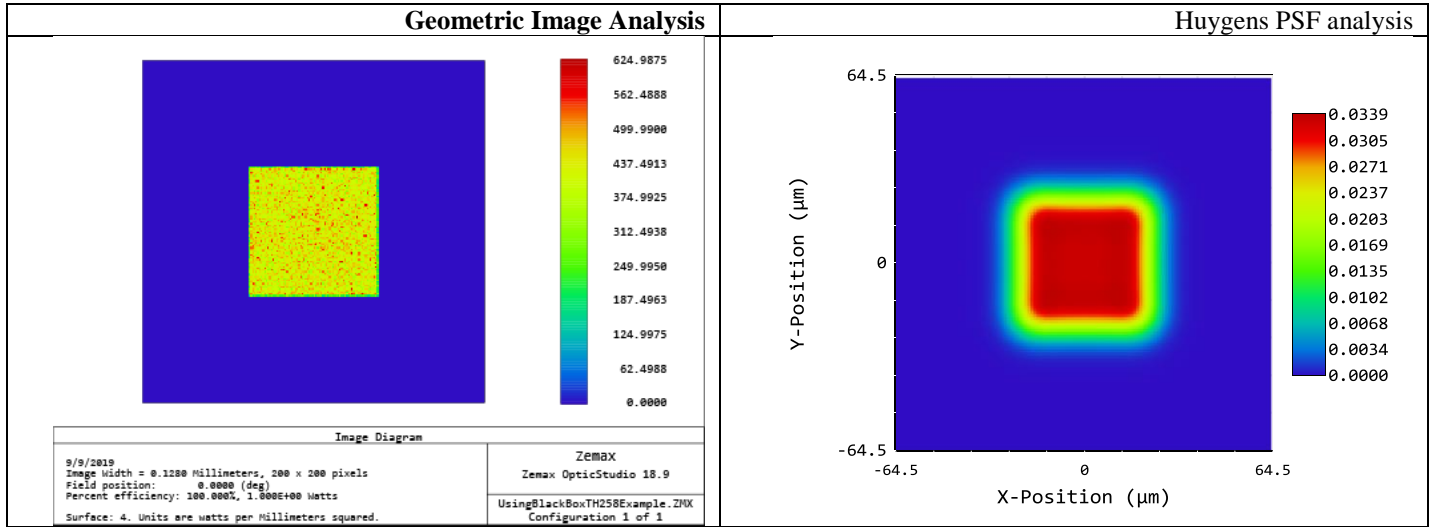 Geometric Image Analysis
624.9875
562.4888
499.9900
437.4913
374.9925
312.4938
249.9950
187.4963
124.9975
62.4988
0.0000
Image Diagram
9/9/2019
Image Width = 0.1280 Millimeters, 200 x 200 pixels
Field position: 0.0000 (deg)
Percent efficiency: 100.000%, 1.000E+00 Watts
Surface: 4. Units are watts per Millimeters squared.
Zemax
Zemax OpticStudio 18.9
UsingBlackBoxTH258Example.ZMX
Configuration 1 of 1
Huygens PSF analysis
64.5
0
-64.5
Y-Position (µm)
-64.5 0 64.5
X-Position (µm)
0.0339
0.0305
0.0271
0.0237
0.0203
0.0169
0.0135
0.0102
0.0068
0.0034
0.0000